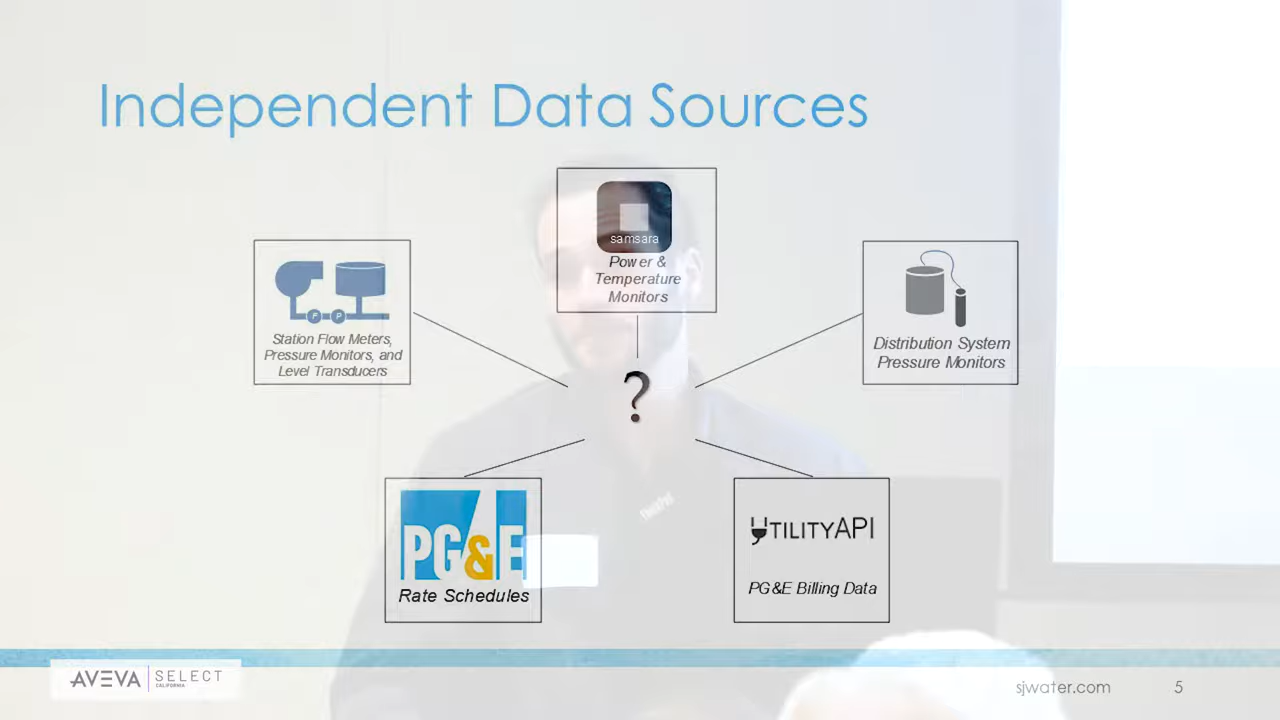 Independent Data Sources
samsara
Power &
Temperature
Monitors
F P
Station Flow Meters,
Pressure Monitors, and
Level Transducers
Distribution System
Pressure Monitors
?
PG&E
Rate Schedules
UTILITYAPI
PG&E Billing Data
AVEVA
SELECT
CALIFORNIA
sjwater.com
5